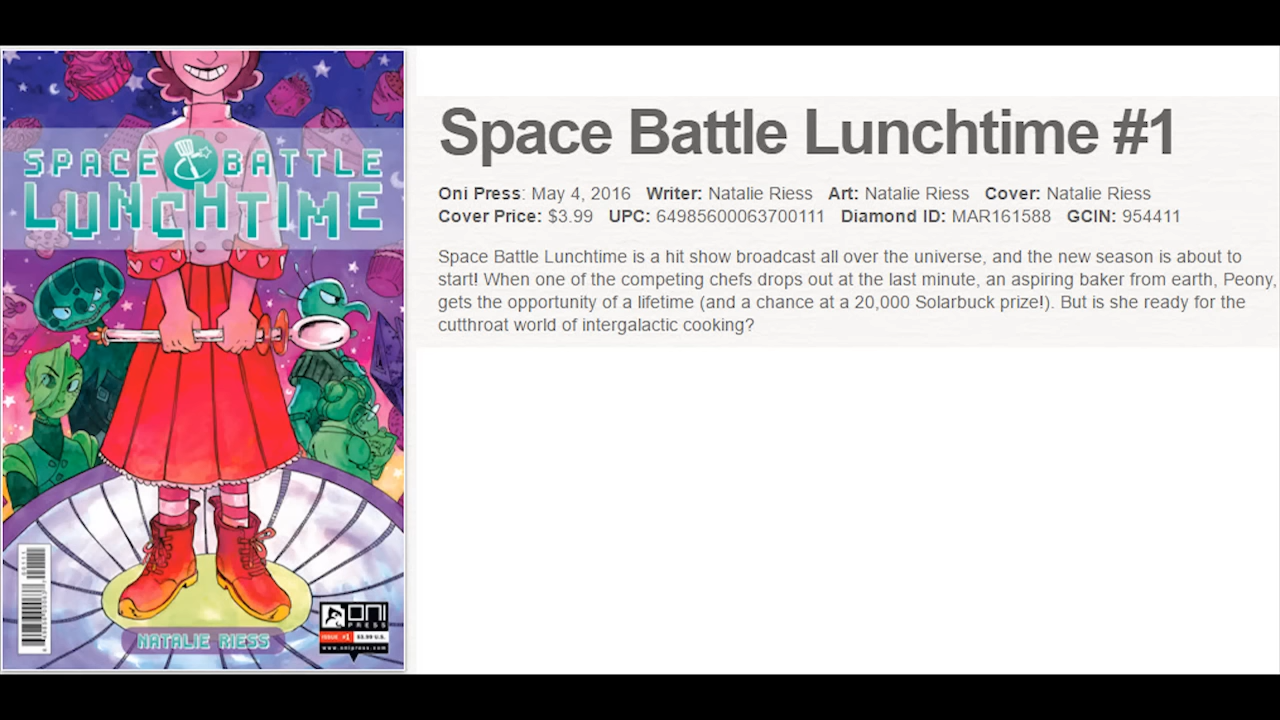 SPACE BATTLE
LUNCHTIME
NATALIE RIESS
ONI
PRESS
ISSUE #1 $3.99 U.S.
www.onipress.com
Space Battle Lunchtime #1
Oni Press: May 4, 2016 Writer: Natalie Riess Art: Natalie Riess Cover: Natalie Riess
Cover Price: $3.99 UPC: 64985600063700111 Diamond ID: MAR161588 GCIN: 954411
Space Battle Lunchtime is a hit show broadcast all over the universe, and the new season is about to
start! When one of the competing chefs drops out at the last minute, an aspiring baker from earth, Peony,
gets the opportunity of a lifetime (and a chance at a 20,000 Solarbuck prize!). But is she ready for the
cutthroat world of intergalactic cooking?